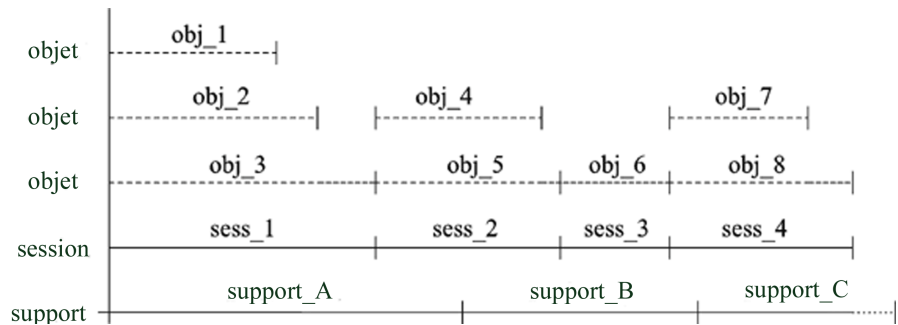 objet obj_1
objet obj_2 obj_4 obj_7
objet obj_3 obj_5 obj_6 obj_8
session sess_1 sess_2 sess_3 sess_4
support support_A support_B support_C